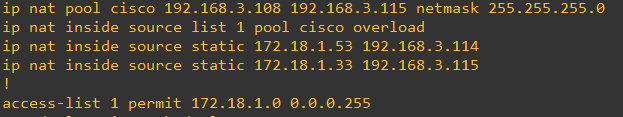 ip nat pool cisco 192.168.3.108 192.168.3.115 netmask 255.255.255.0
ip nat inside source list 1 pool cisco overload
ip nat inside source static 172.18.1.53 192.168.3.114
ip nat inside source static 172.18.1.33 192.168.3.115
!
access-list 1 permit 172.18.1.0 0.0.0.255